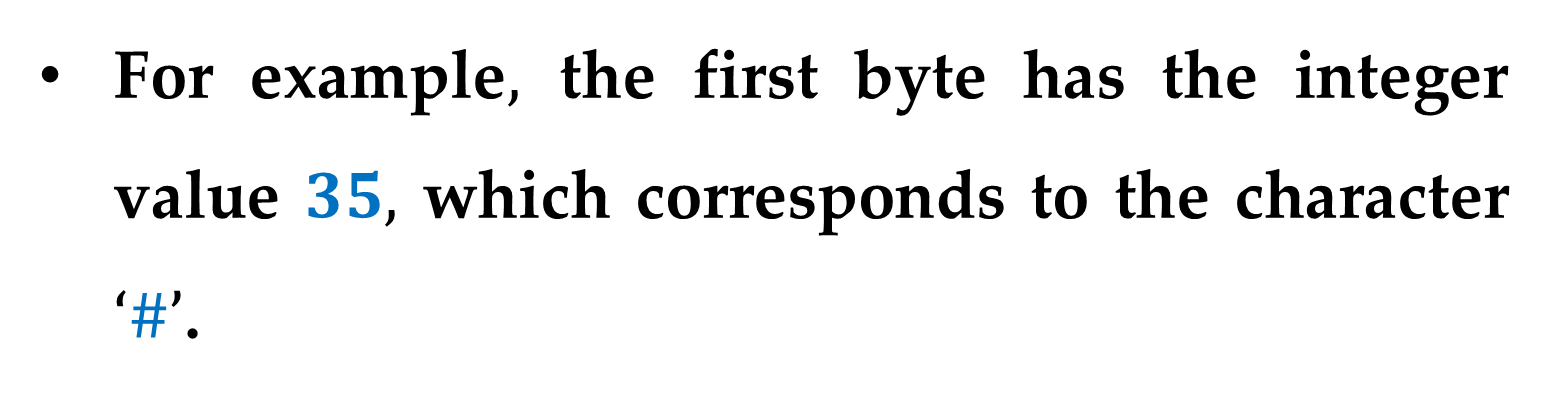 • For example, the first byte has the integer
value 35, which corresponds to the character
‘#’.